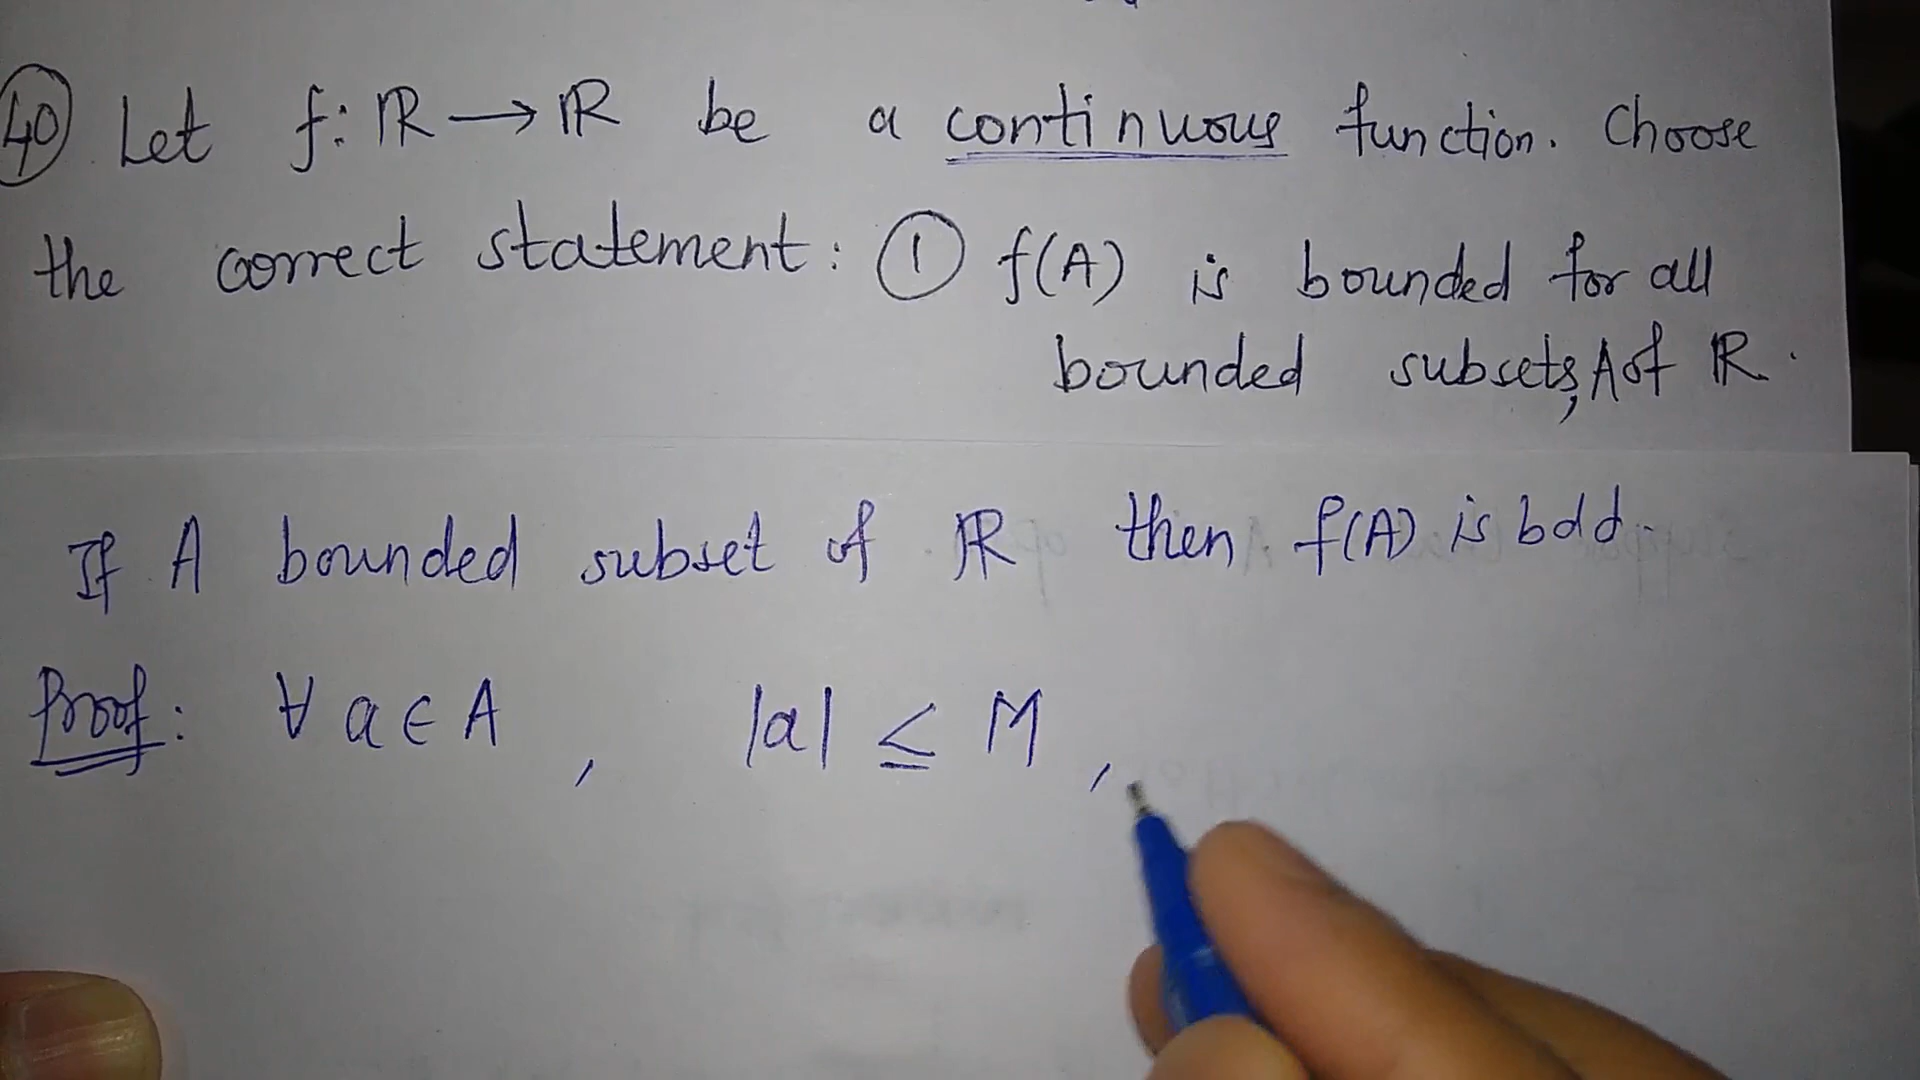 40 Let f: ℝ → ℝ be a continuous function. Choose
the correct statement: ① f(A) is bounded for all
bounded subsets, A of ℝ.
If A bounded subset of ℝ then f(A) is bdd.
Proof: ∀ a ∈ A, |a| ≤ M,